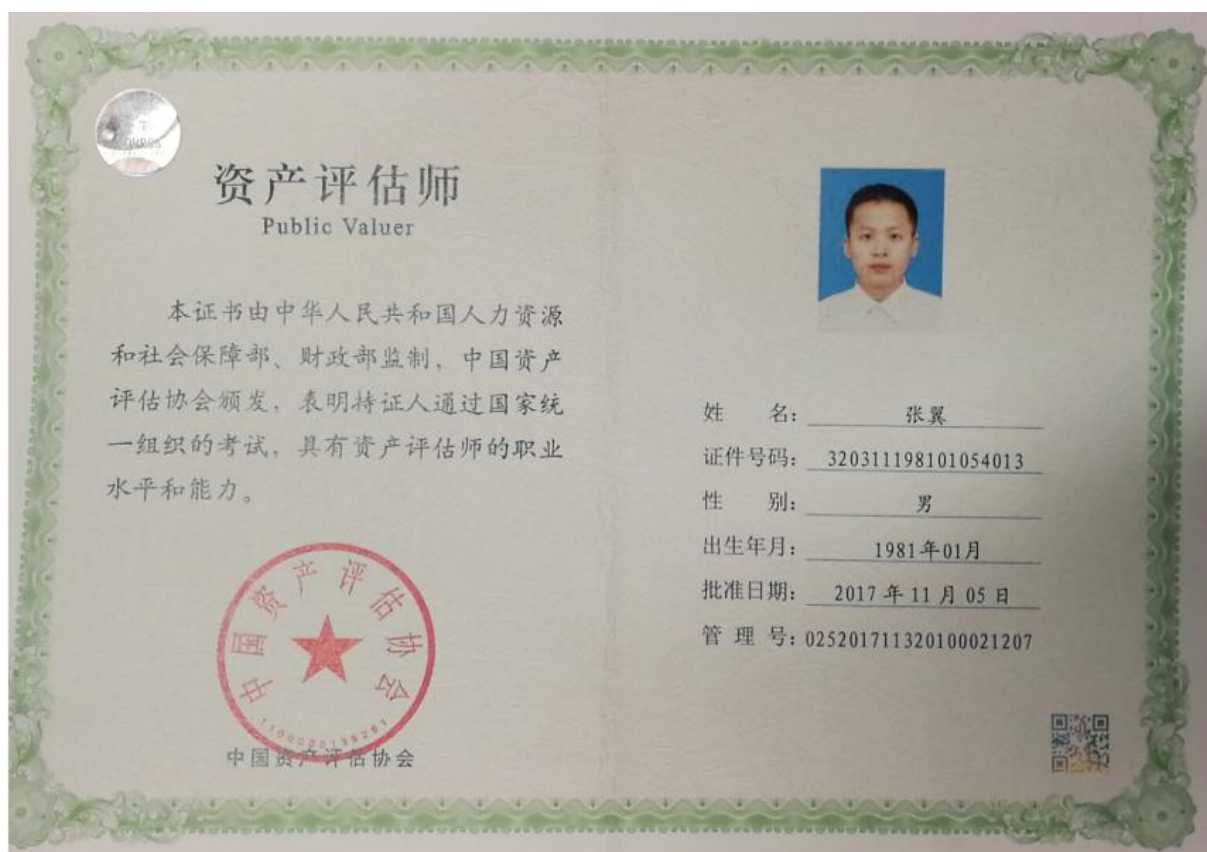 资产评估师
Public Valuer
本证书由中华人民共和国人力资源
和社会保障部、财政部监制，中国资产
评估协会颁发，表明持证人通过国家统
一组织的考试，具有资产评估师的职业
水平和能力。
中国资产评估协会
中国资产评估协会
姓 名：张翼
证件号码：320311198101054013
性 别：男
出生年月：1981年01月
批准日期：2017年11月05日
管 理 号：025201711320100021207